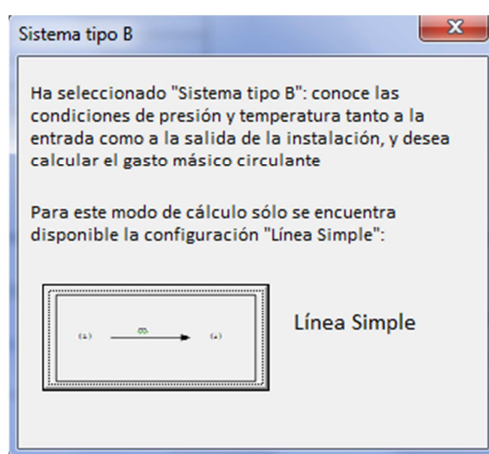 Sistema tipo B
Ha seleccionado "Sistema tipo B": conoce las
condiciones de presión y temperatura tanto a la
entrada como a la salida de la instalación, y desea
calcular el gasto másico circulante
Para este modo de cálculo sólo se encuentra
disponible la configuración "Línea Simple":
Línea Simple